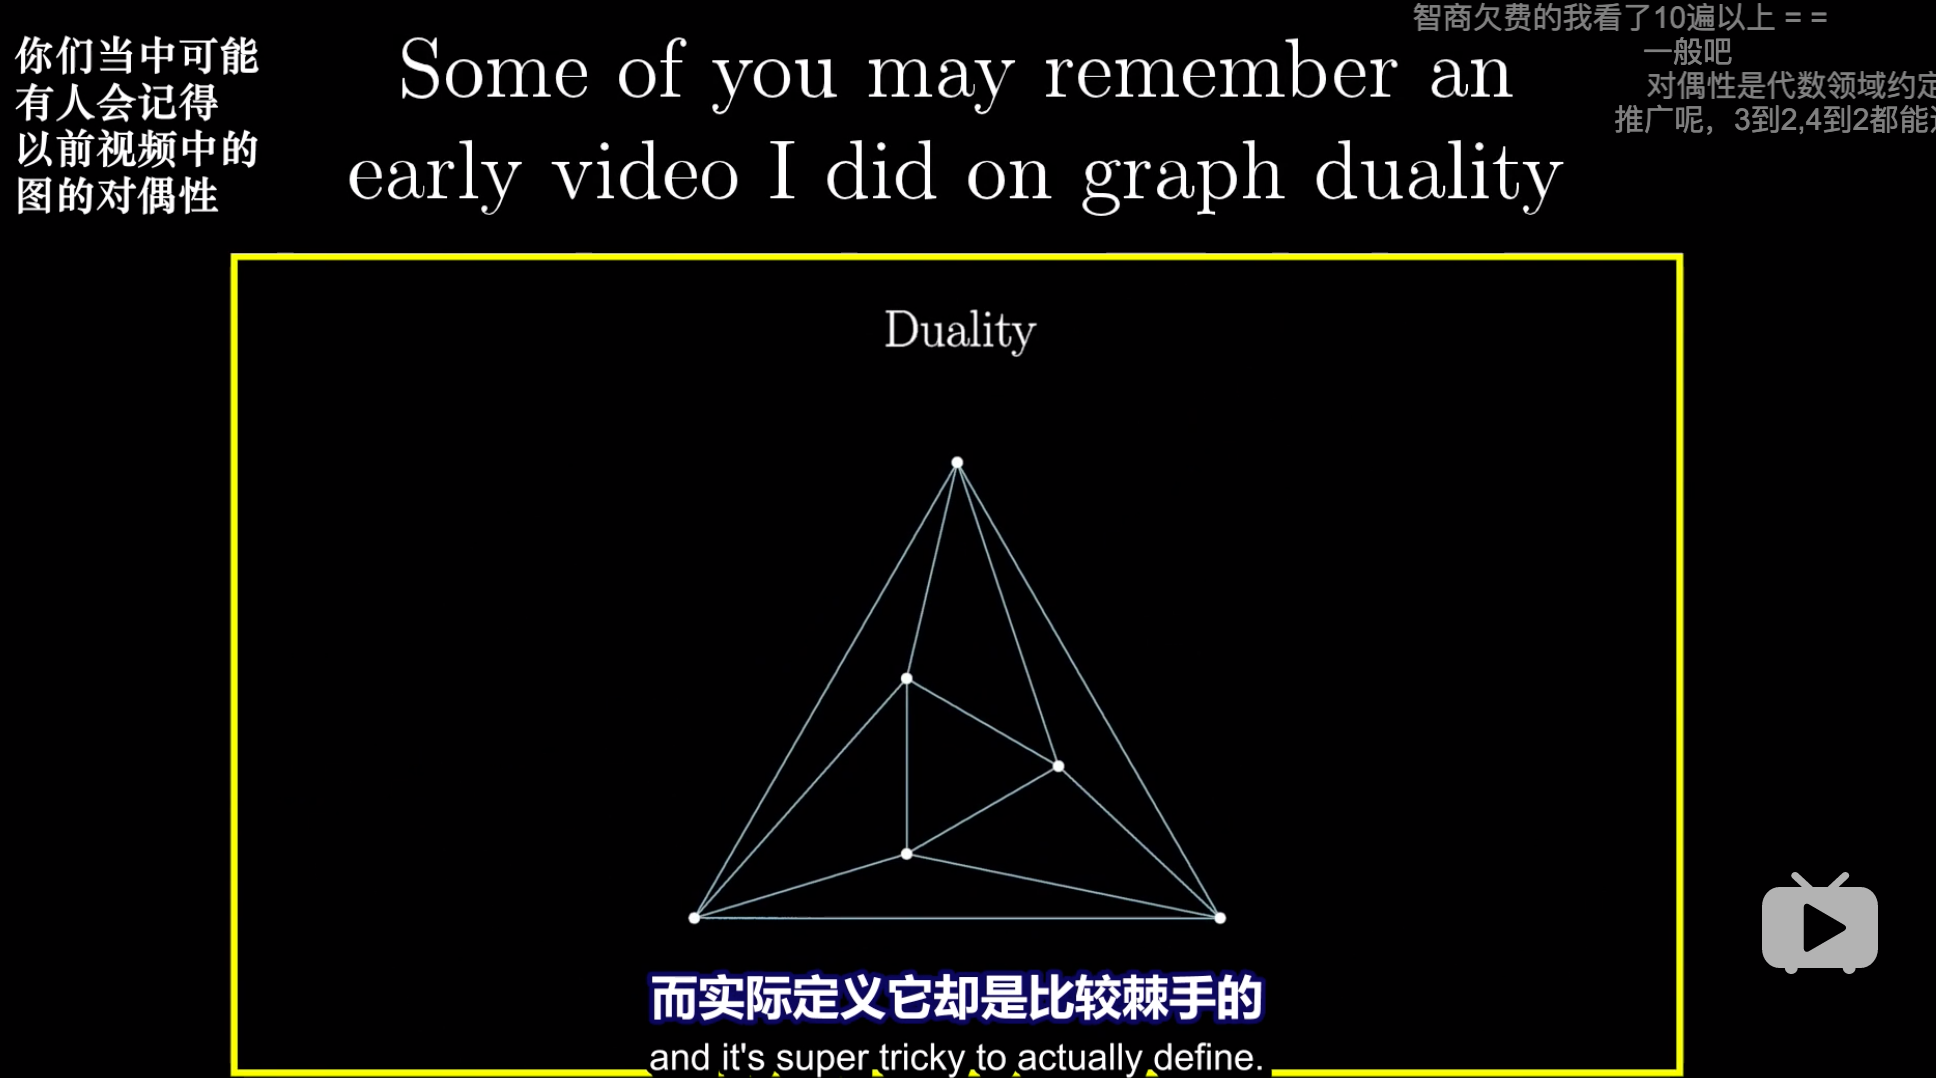 智商欠费的我看了10遍以上 = =
一般吧
对偶性是代数领域约定
推广呢，3到2,4到2都能
你们当中可能
有人会记得
以前视频中的
图的对偶性
Some of you may remember an
early video I did on graph duality
Duality
而实际定义它却是比较棘手的
and it's super tricky to actually define.